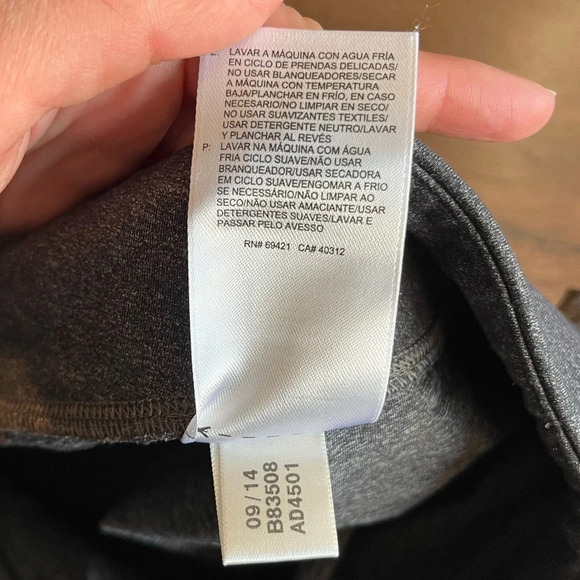 E: LAVAR A MÁQUINA CON AGUA FRÍA
EN CICLO DE PRENDAS DELICADAS/
NO USAR BLANQUEADORES/SECAR
A MÁQUINA CON TEMPERATURA
BAJA/PLANCHAR EN FRÍO, EN CASO
NECESARIO/NO LIMPIAR EN SECO/
NO USAR SUAVIZANTES TEXTILES/
USAR DETERGENTE NEUTRO/LAVAR
Y PLANCHAR AL REVÉS
P: LAVAR NA MÁQUINA COM ÁGUA
FRIA CICLO SUAVE/NÃO USAR
BRANQUEADOR/USAR SECADORA
EM CICLO SUAVE/ENGOMAR A FRIO
SE NECESSÁRIO/NÃO LIMPAR AO
SECO/NÃO USAR AMACIANTE/USAR
DETERGENTES SUAVES/LAVAR E
PASSAR PELO AVESSO
RN# 69421 CA# 40312
09/14
B83508
AD4501